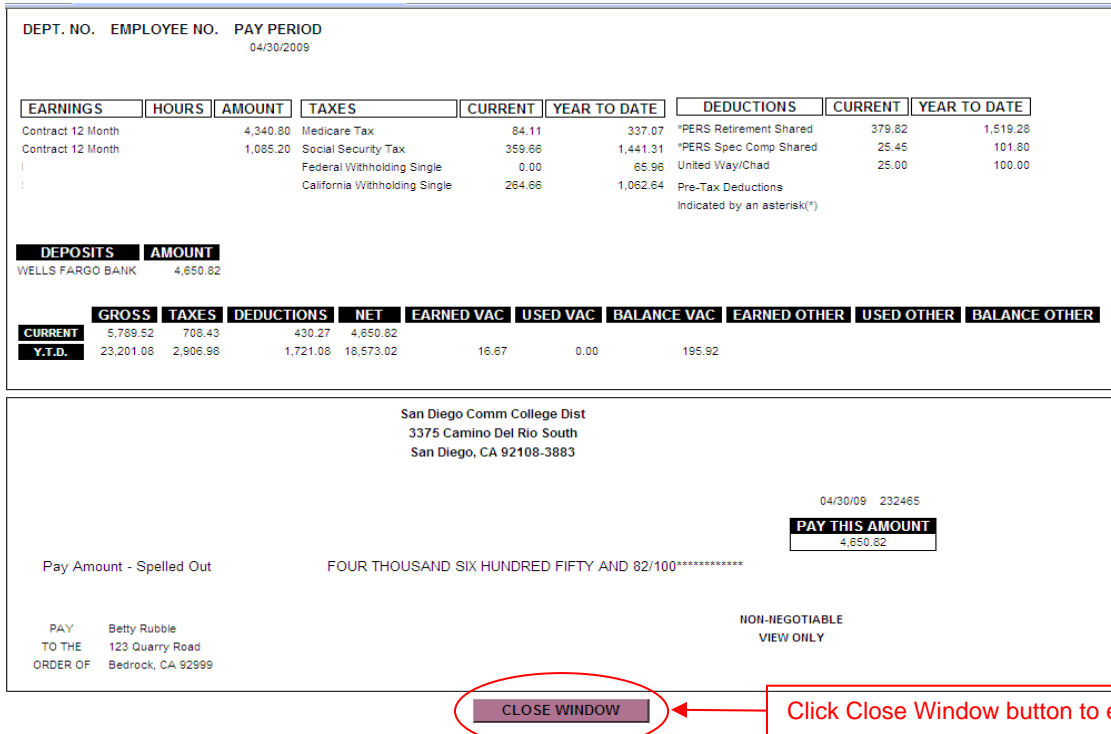 DEPT. NO. EMPLOYEE NO. PAY PERIOD
04/30/2009
EARNINGS HOURS AMOUNT TAXES CURRENT YEAR TO DATE DEDUCTIONS CURRENT YEAR TO DATE
Contract 12 Month 4,340.80 Medicare Tax 84.11 337.07 *PERS Retirement Shared 379.82 1,519.28
Contract 12 Month 1,085.20 Social Security Tax 359.66 1,441.31 *PERS Spec Comp Shared 25.45 101.80
Federal Withholding Single 0.00 65.96 United Way/Chad 25.00 100.00
California Withholding Single 264.66 1,062.64 Pre-Tax Deductions
Indicated by an asterisk(*)
DEPOSITS AMOUNT
WELLS FARGO BANK 4,650.82
GROSS TAXES DEDUCTIONS NET EARNED VAC USED VAC BALANCE VAC EARNED OTHER USED OTHER BALANCE OTHER
CURRENT 5,789.52 708.43 430.27 4,650.82
Y.T.D. 23,201.08 2,906.98 1,721.08 18,573.02 16.67 0.00 195.92
San Diego Comm College Dist
3375 Camino Del Rio South
San Diego, CA 92108-3883
04/30/09 232465
PAY THIS AMOUNT
4,650.82
Pay Amount - Spelled Out FOUR THOUSAND SIX HUNDRED FIFTY AND 82/100************
NON-NEGOTIABLE
VIEW ONLY
PAY Betty Rubble
TO THE 123 Quarry Road
ORDER OF Bedrock, CA 92999
CLOSE WINDOW
Click Close Window button to e